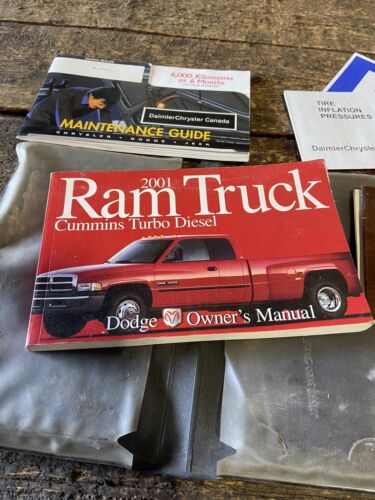 6,000 Kilometres
or 6 Months
DaimlerChrysler Canada
MAINTENANCE GUIDE
CHRYSLER • DODGE • JEEP
TIRE
INFLATION
PRESSURES
DaimlerChrysler
2001
Ram Truck
Cummins Turbo Diesel
Dodge Owner's Manual